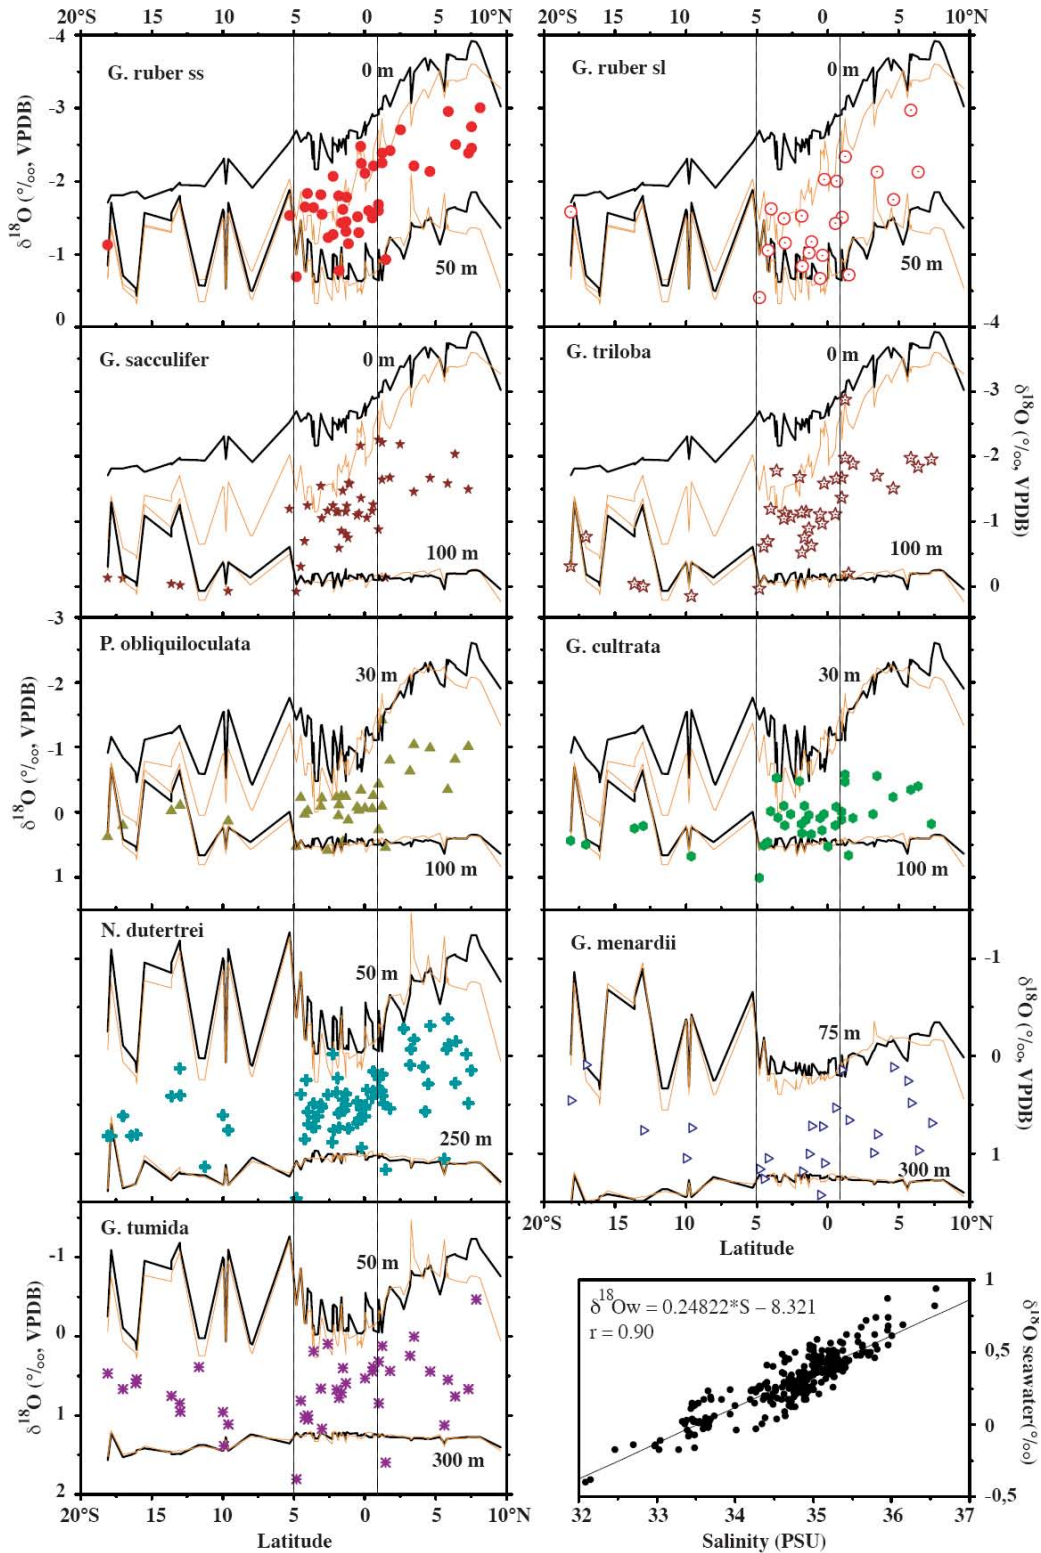 20°S 15 10 5 0 5 10°N 20°S 15 10 5 0 5 10°N
-4
-3
-2
-1
0
δ18O (°/oo, VPDB)
G. ruber ss
0 m
50 m
G. ruber sl
0 m
50 m
-4
-3
-2
-1
0
δ18O (°/oo, VPDB)
G. sacculifer
0 m
100 m
G. triloba
0 m
100 m
-3
-2
-1
0
1
δ18O (°/oo, VPDB)
P. obliquiloculata
30 m
100 m
G. cultrata
30 m
100 m
N. dutertrei
50 m
250 m
G. menardii
75 m
300 m
-1
0
1
δ18O (°/oo, VPDB)
20°S 15 10 5 0 5 10°N
Latitude
-1
0
1
2
δ18O (°/oo, VPDB)
G. tumida
50 m
300 m
20°S 15 10 5 0 5 10°N
Latitude
δ18Ow = 0.24822*S – 8.321
r = 0.90
1
0,5
0
-0,5
δ18O seawater(°/oo)
32 33 34 35 36 37
Salinity (PSU)